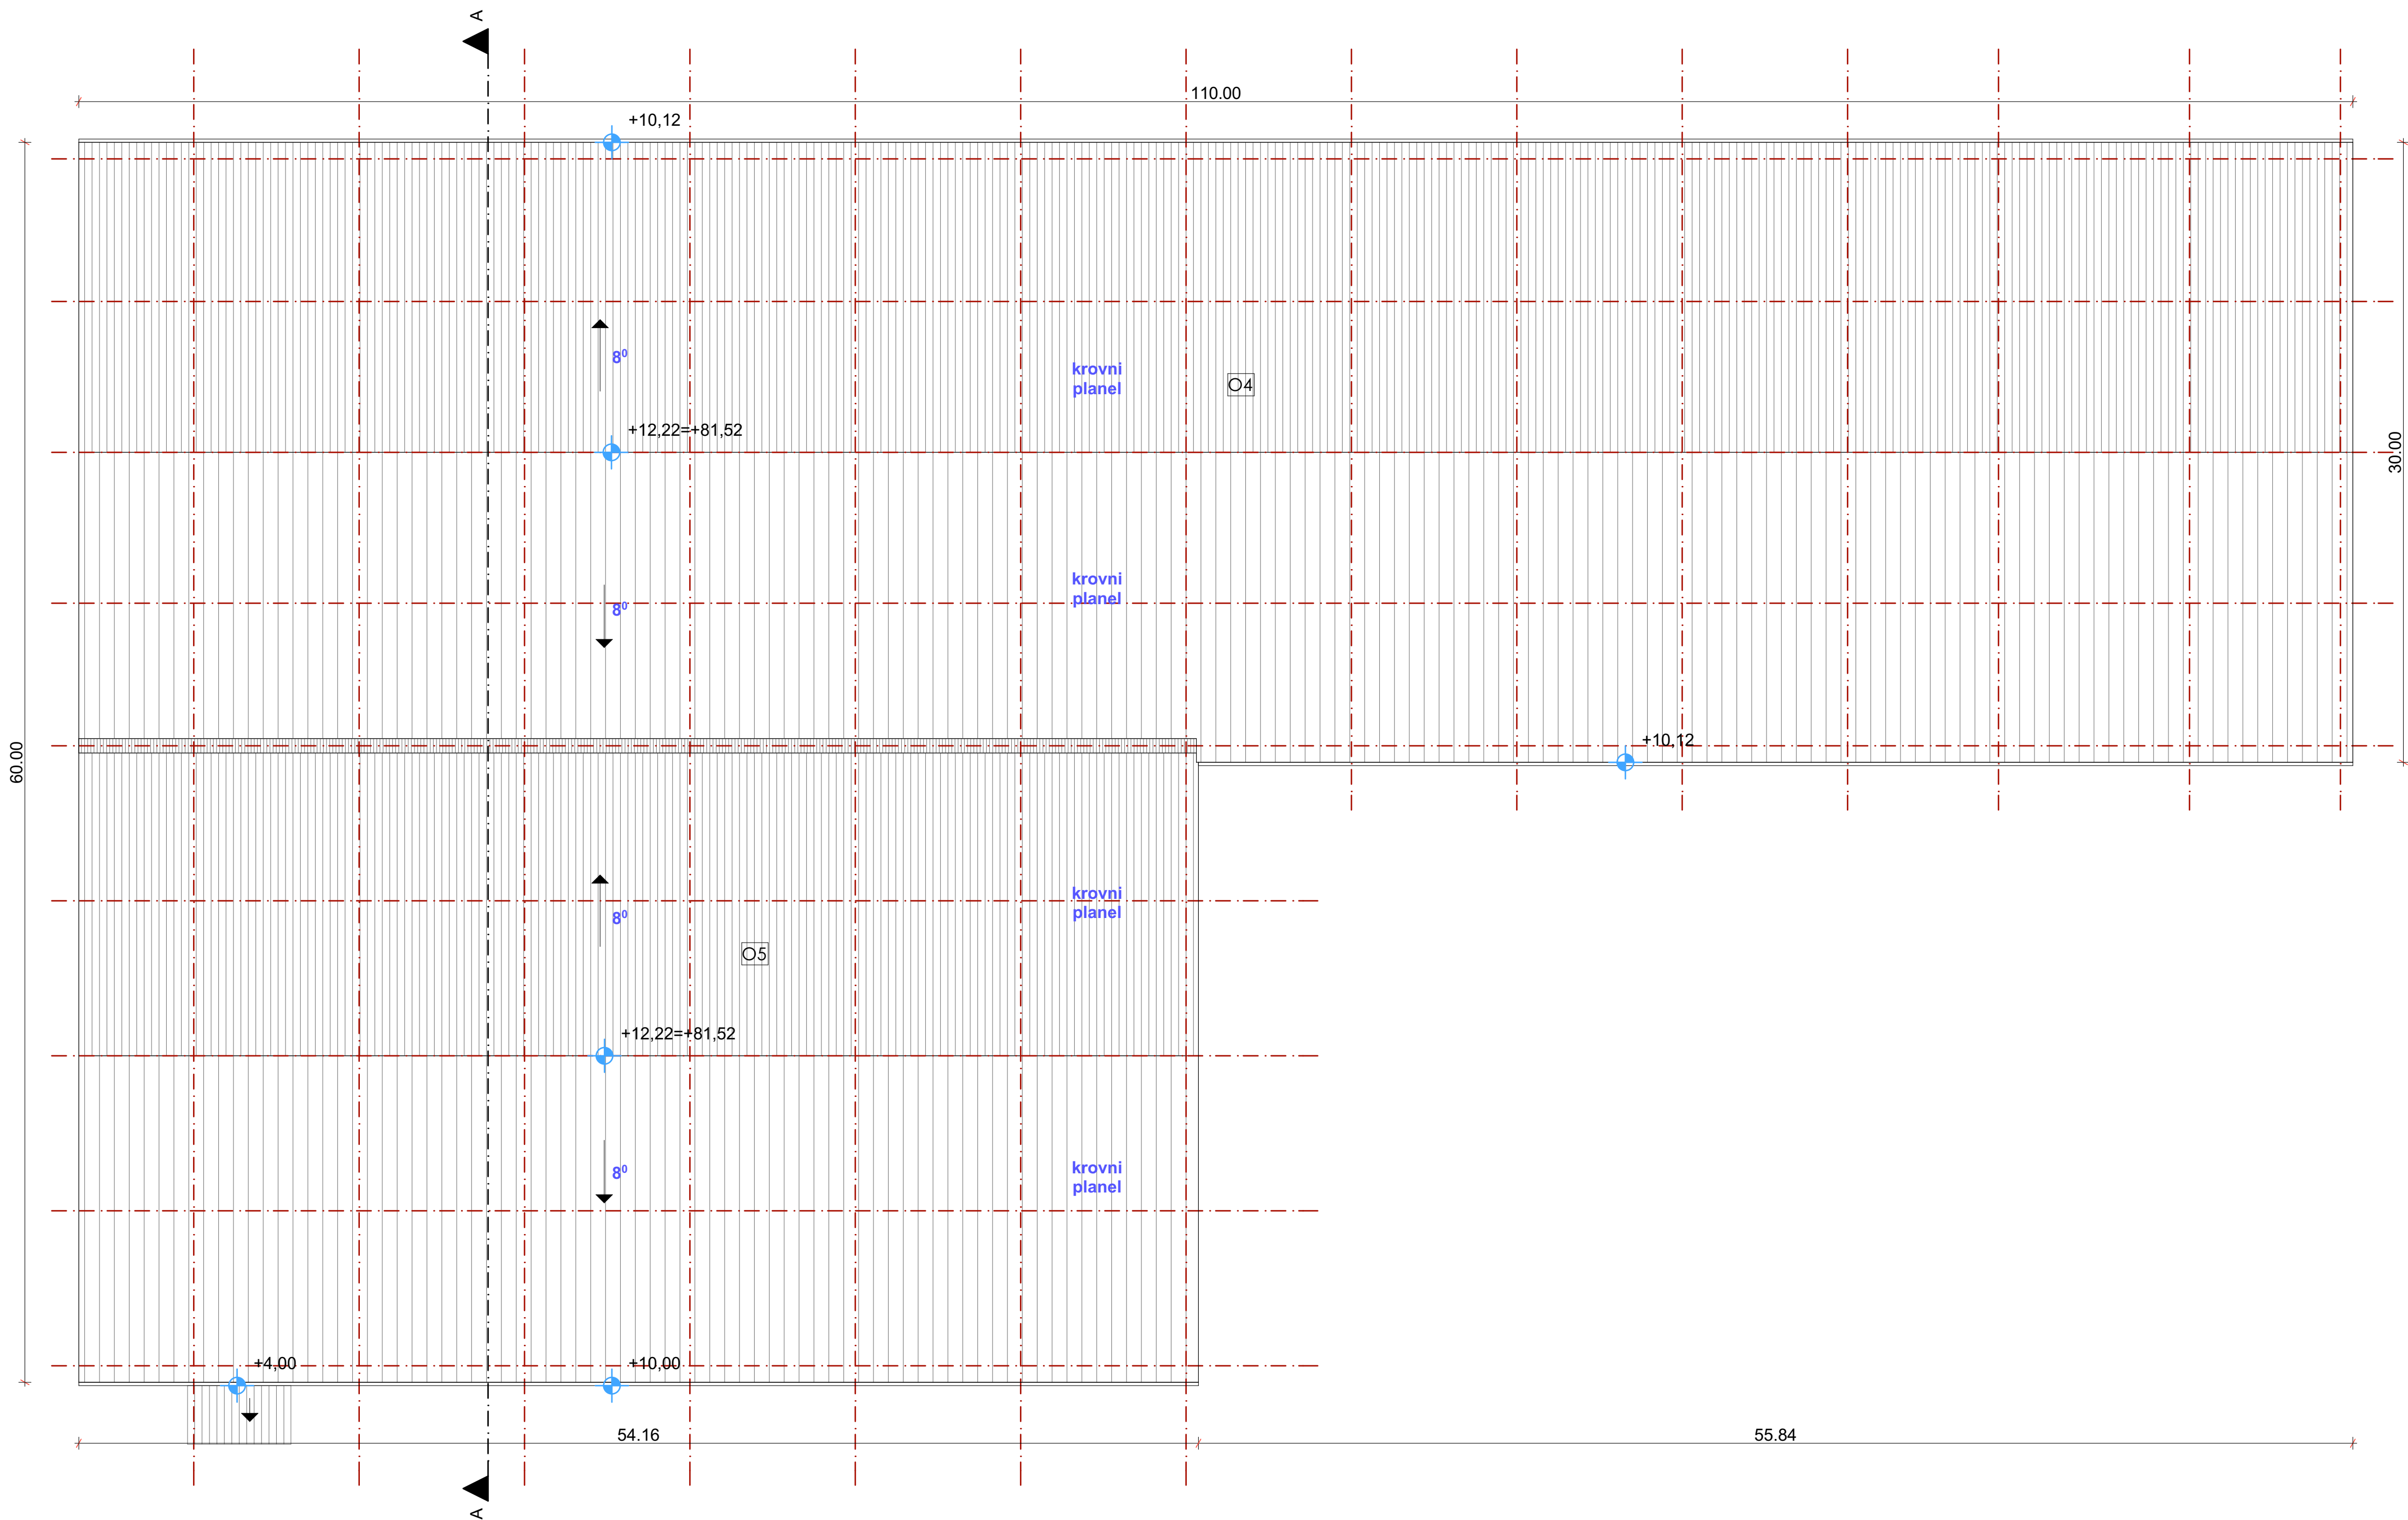 A
110.00
+10,12
8⁰
krovni
planel
O4
+12,22=+81,52
30.00
krovni
planel
8⁰
+10,12
60.00
krovni
planel
8⁰
O5
+12,22=+81,52
krovni
planel
8⁰
+4,00
+10,00
54.16
55.84
A